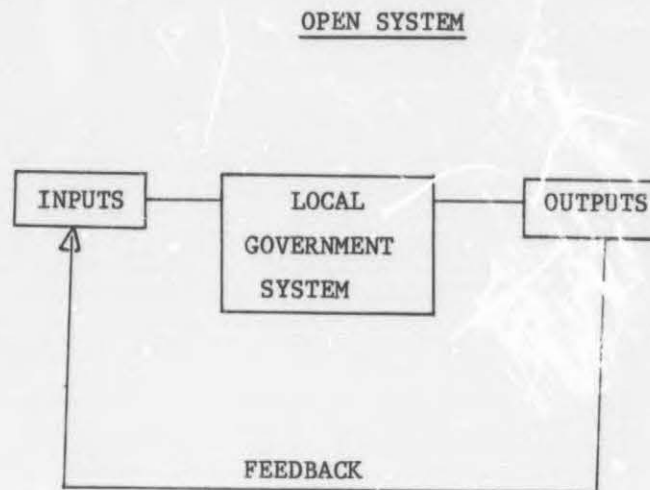 OPEN SYSTEM
INPUTS
LOCAL
GOVERNMENT
SYSTEM
OUTPUTS
FEEDBACK